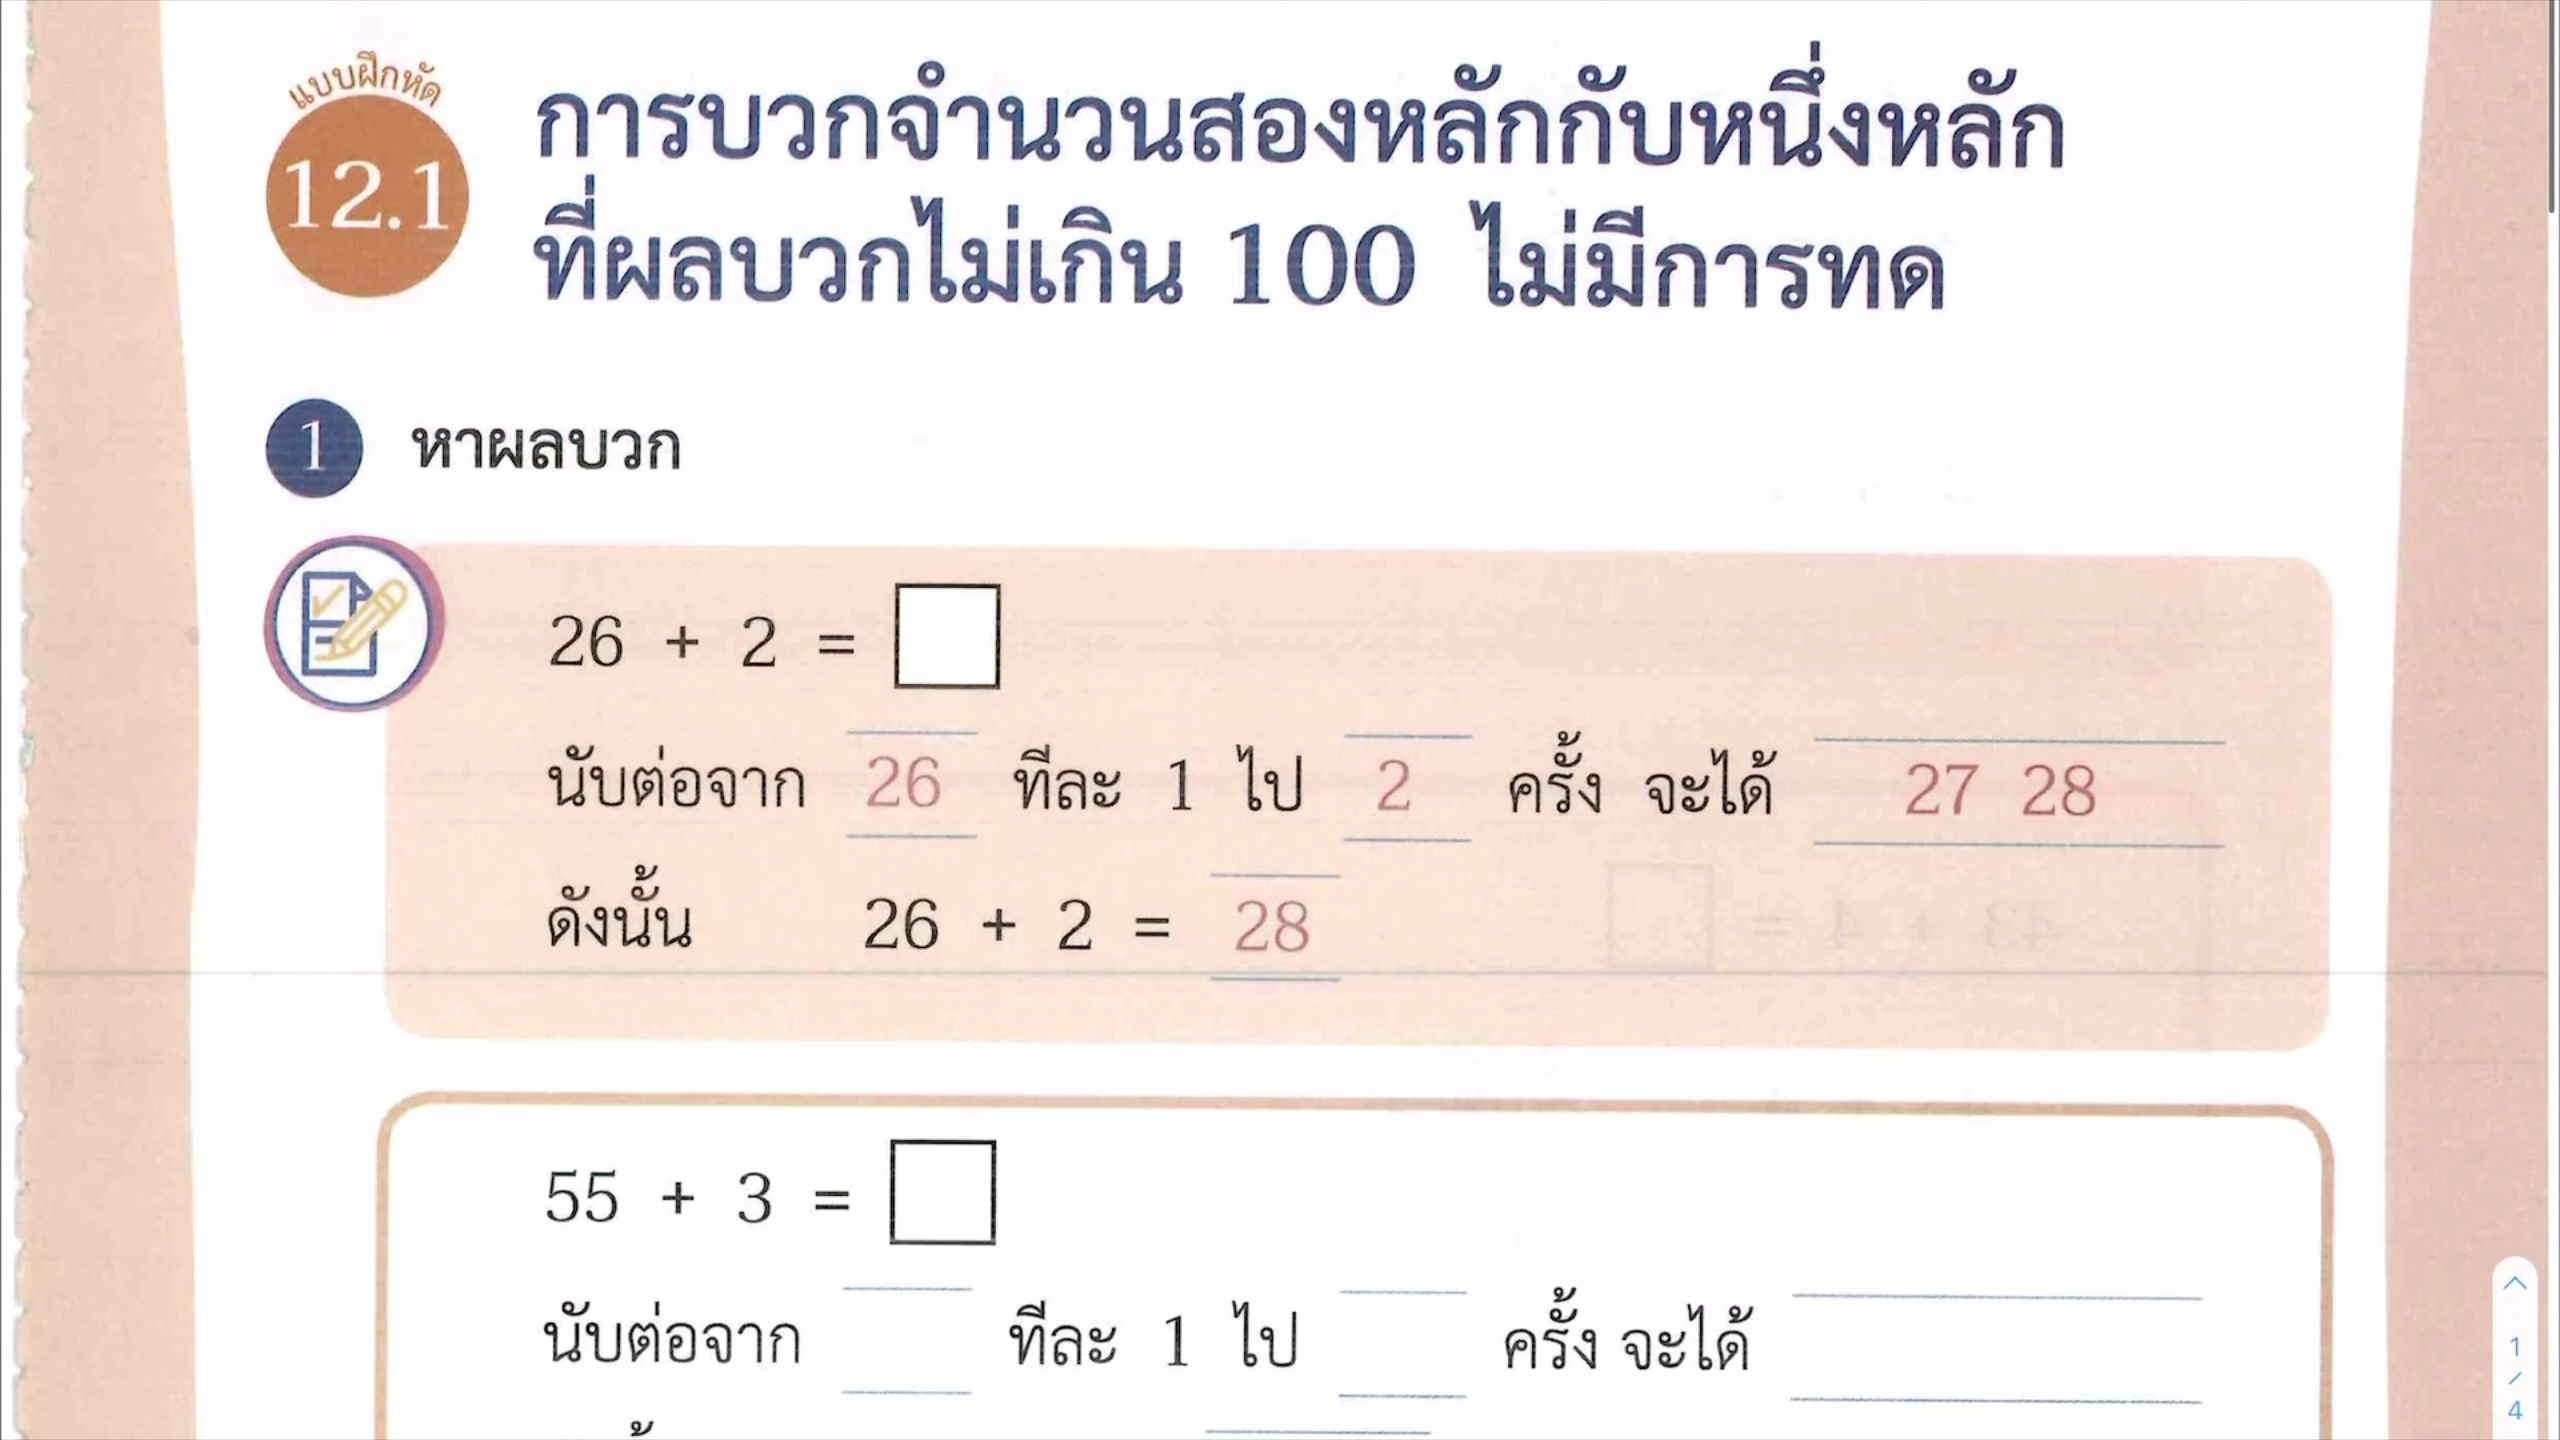 แบบฝึกหัด
12.1
การบวกจำนวนสองหลักกับหนึ่งหลัก
ที่ผลบวกไม่เกิน 100 ไม่มีการทด
1 หาผลบวก
26 + 2 =
นับต่อจาก 26 ทีละ 1 ไป 2 ครั้ง จะได้ 27 28
ดังนั้น 26 + 2 = 28
55 + 3 =
นับต่อจาก ทีละ 1 ไป ครั้ง จะได้
1 / 4